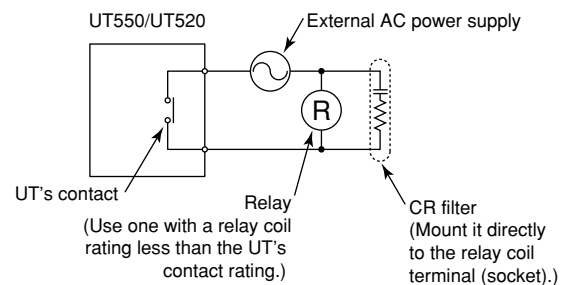 UT550/UT520
External AC power supply
R
UT's contact
Relay
(Use one with a relay coil
rating less than the UT's
contact rating.)
CR filter
(Mount it directly
to the relay coil
terminal (socket).)